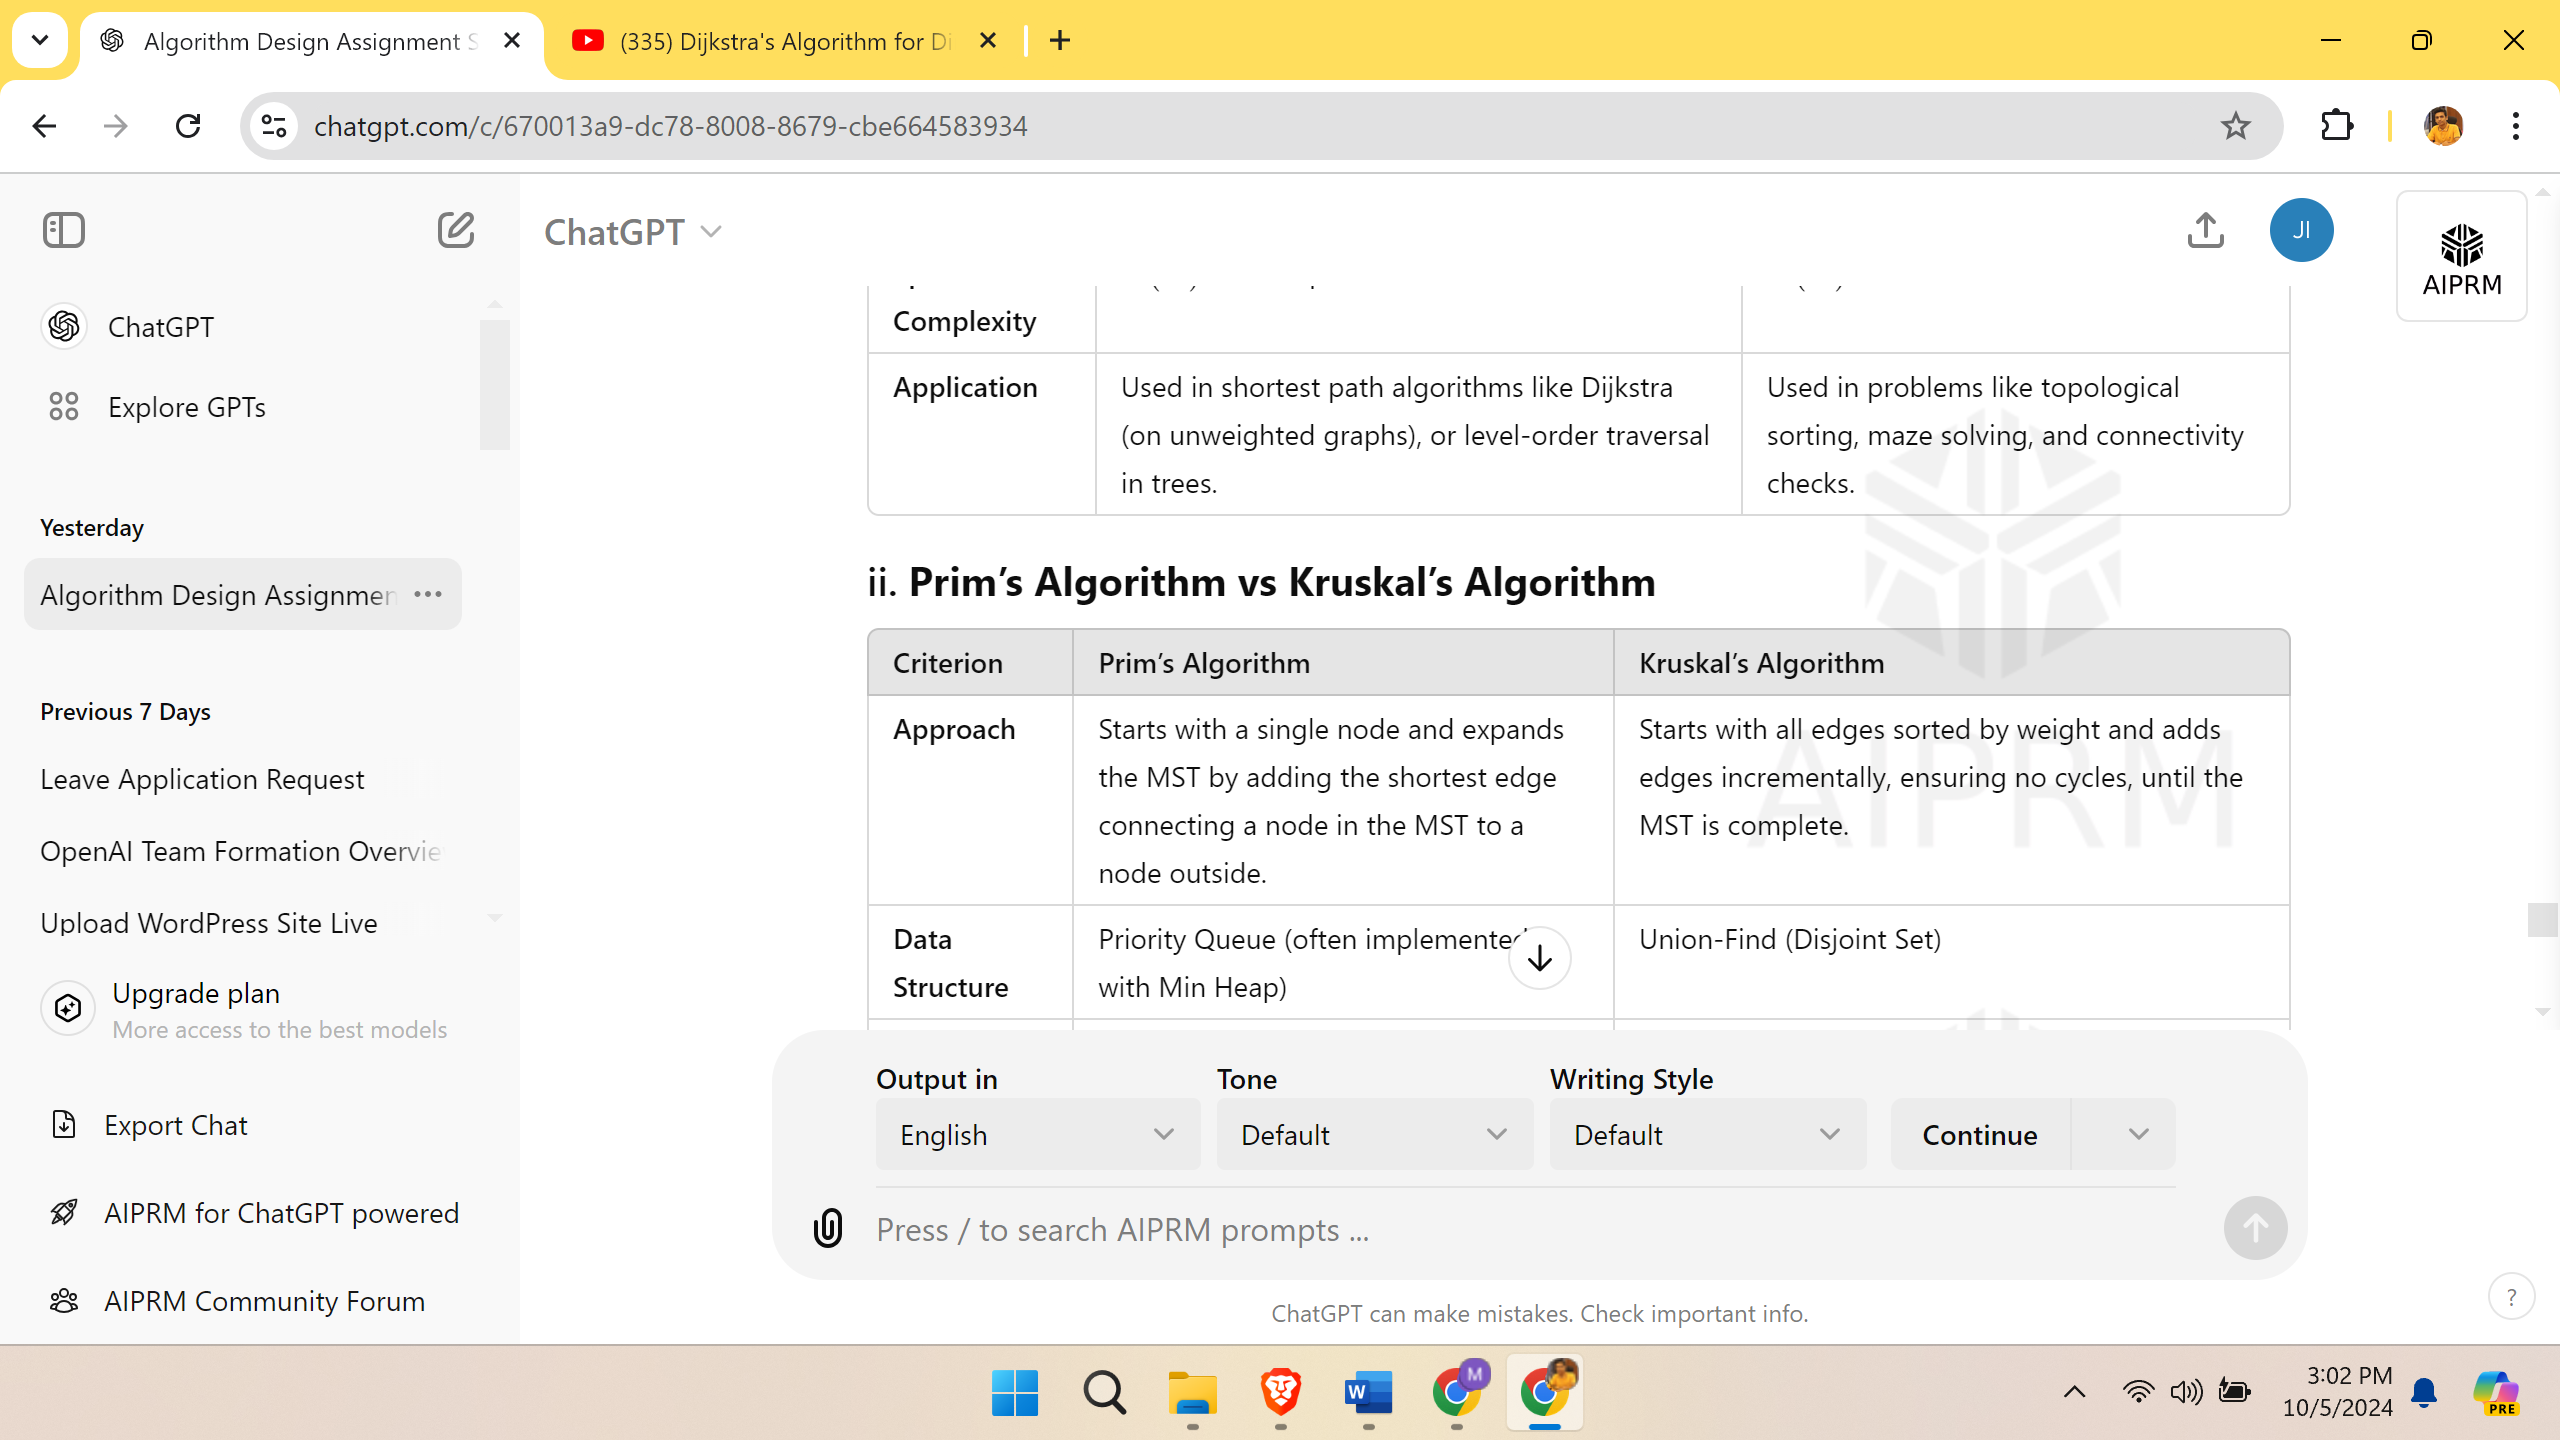 Algorithm Design Assignment S
(335) Dijkstra's Algorithm for Di
chatgpt.com/c/670013a9-dc78-8008-8679-cbe664583934
ChatGPT
Explore GPTs
Yesterday
Algorithm Design Assignmen
Previous 7 Days
Leave Application Request
OpenAI Team Formation Overvie
Upload WordPress Site Live
Upgrade plan
More access to the best models
Export Chat
AIPRM for ChatGPT powered
AIPRM Community Forum
ChatGPT
JI
AIPRM
Complexity
Application
Used in shortest path algorithms like Dijkstra
(on unweighted graphs), or level-order traversal
in trees.
Used in problems like topological
sorting, maze solving, and connectivity
checks.
ii. Prim’s Algorithm vs Kruskal’s Algorithm
Criterion
Prim’s Algorithm
Kruskal’s Algorithm
Approach
Starts with a single node and expands
the MST by adding the shortest edge
connecting a node in the MST to a
node outside.
Starts with all edges sorted by weight and adds
edges incrementally, ensuring no cycles, until the
MST is complete.
AIPRM
Data
Structure
Priority Queue (often implemented
with Min Heap)
Union-Find (Disjoint Set)
Output in
Tone
Writing Style
English
Default
Default
Continue
Press / to search AIPRM prompts ...
ChatGPT can make mistakes. Check important info.
?
W
M
3:02 PM
10/5/2024
PRE